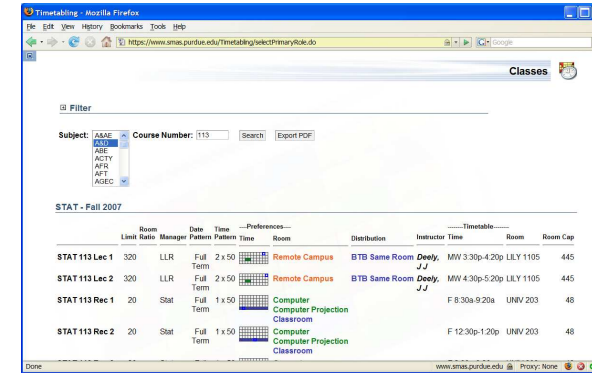 Timetabling - Mozilla Firefox
File Edit View History Bookmarks Tools Help
https://www.smas.purdue.edu/Timetabling/selectPrimaryRole.do
Google
Classes
Filter
Subject: A&AE Course Number: 113 Search Export PDF
A&D
ABE
ACTY
AFR
AFT
AGEC
STAT - Fall 2007
Room Date Time ----Preferences---- --------Timetable--------
Limit Ratio Manager Pattern Pattern Time Room Distribution Instructor Time Room Room Cap
STAT 113 Lec 1 320 LLR Full 2 x 50 Remote Campus BTB Same Room Deely, MW 3:30p-4:20p LILY 1105 445
Term J J
STAT 113 Lec 2 320 LLR Full 2 x 50 Remote Campus BTB Same Room Deely, MW 4:30p-5:20p LILY 1105 445
Term J J
STAT 113 Rec 1 20 Stat Full 1 x 50 Computer F 8:30a-9:20a UNIV 203 48
Term Computer Projection
Classroom
STAT 113 Rec 2 20 Stat Full 1 x 50 Computer F 12:30p-1:20p UNIV 203 48
Term Computer Projection
Classroom
Done www.smas.purdue.edu Proxy: None